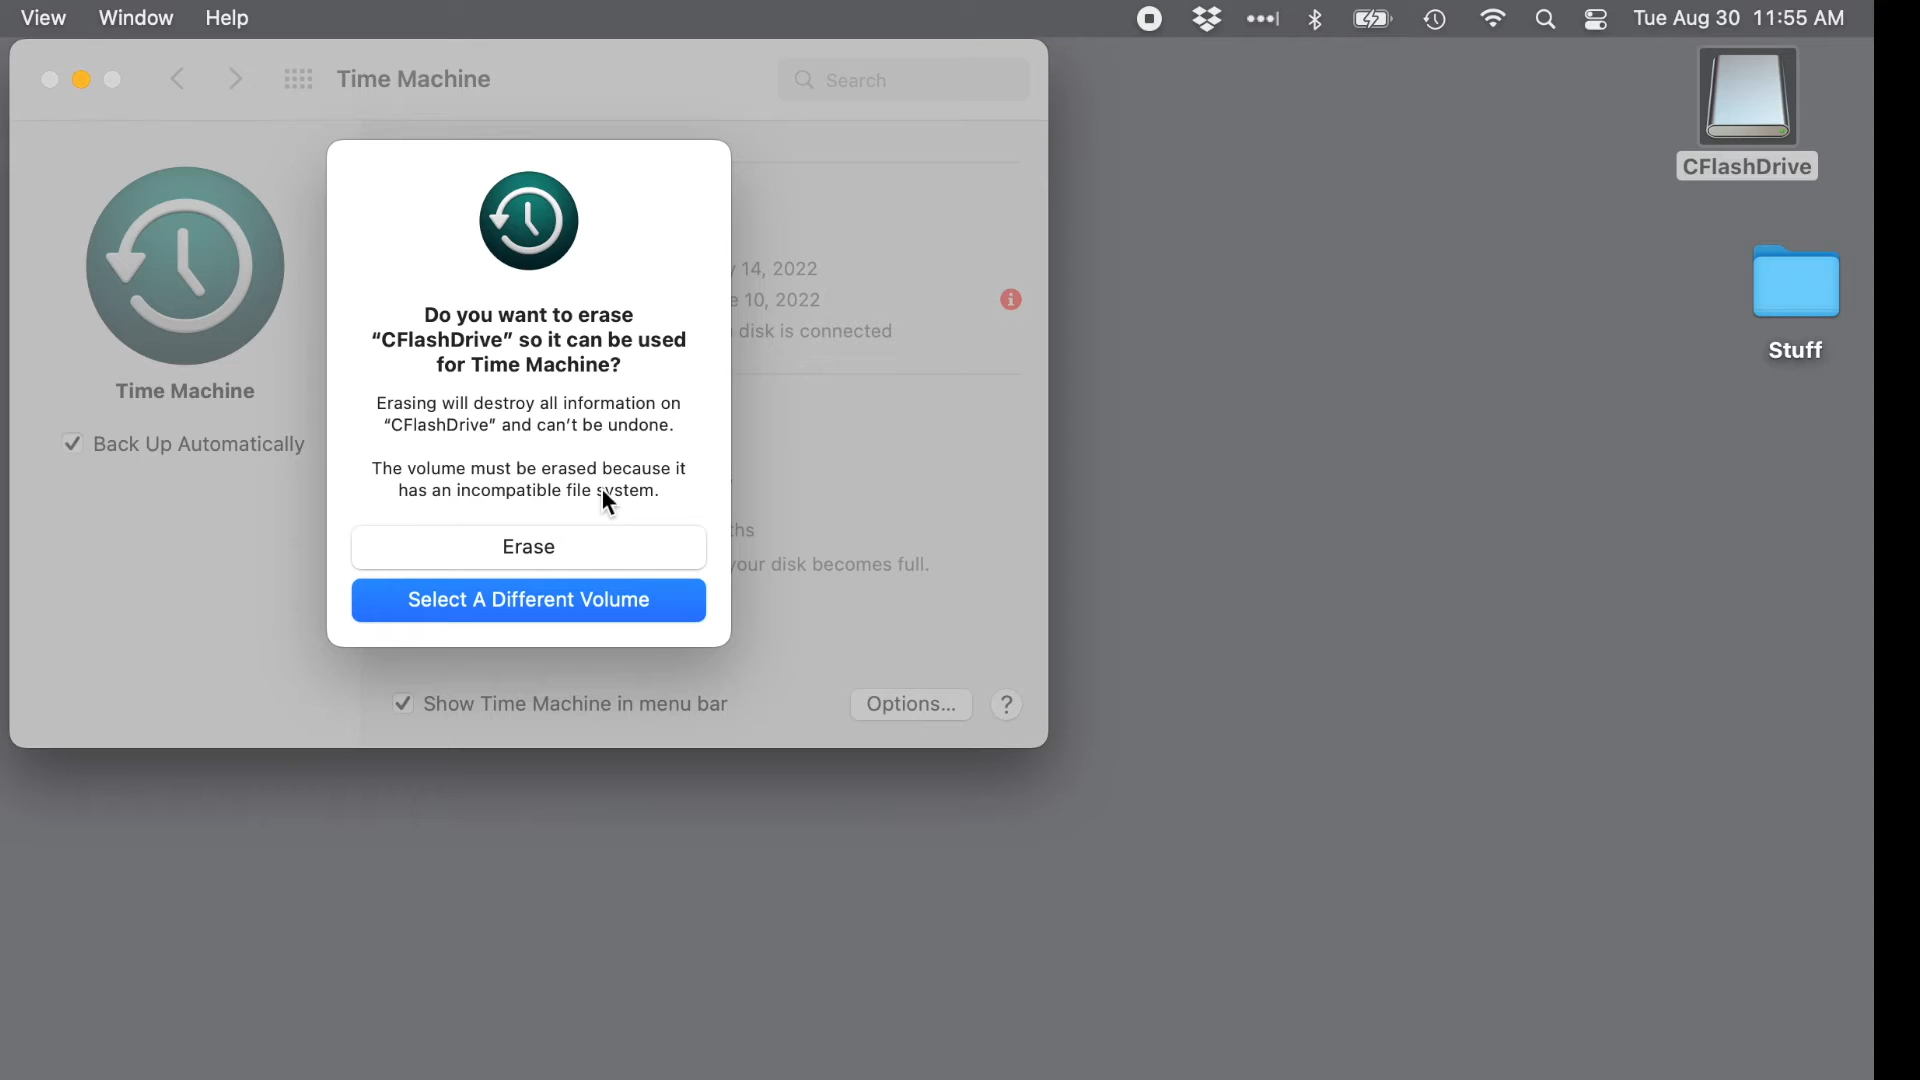 View Window Help Tue Aug 30 11:55 AM
Time Machine Search
CFlashDrive
Do you want to erase
“CFlashDrive” so it can be used
for Time Machine?
Erasing will destroy all information on
“CFlashDrive” and can’t be undone.
The volume must be erased because it
has an incompatible file system.
Erase
Select A Different Volume
14, 2022
10, 2022
disk is connected
your disk becomes full.
Time Machine
Back Up Automatically
Show Time Machine in menu bar
Options... ?
Stuff